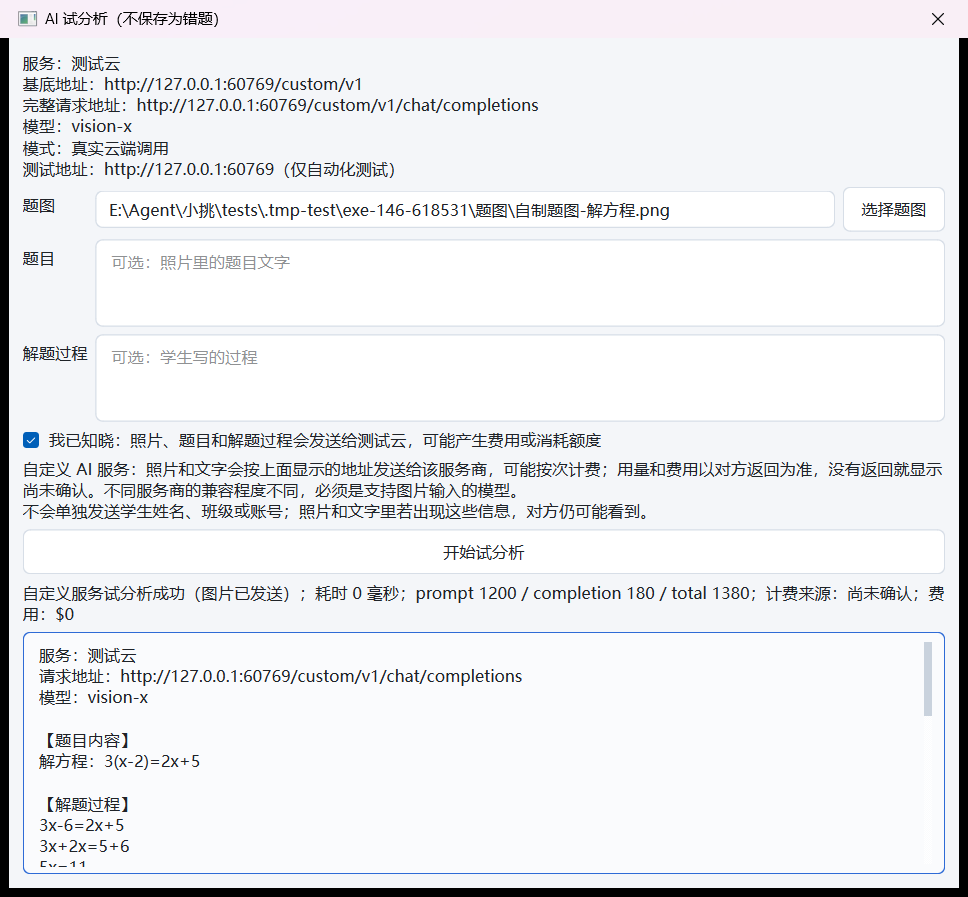 AI 试分析（不保存为错题）
服务：测试云
基底地址：http://127.0.0.1:60769/custom/v1
完整请求地址：http://127.0.0.1:60769/custom/v1/chat/completions
模型：vision-x
模式：真实云端调用
测试地址：http://127.0.0.1:60769（仅自动化测试）
题图
E:\Agent\小挑\tests\.tmp-test\exe-146-618531\题图\自制题图-解方程.png
选择题图
题目
可选：照片里的题目文字
解题过程
可选：学生写的过程
我已知晓：照片、题目和解题过程会发送给测试云，可能产生费用或消耗额度
自定义 AI 服务：照片和文字会按上面显示的地址发送给该服务商，可能按次计费；用量和费用以对方返回为准，没有返回就显示
尚未确认。不同服务商的兼容程度不同，必须是支持图片输入的模型。
不会单独发送学生姓名、班级或账号；照片和文字里若出现这些信息，对方仍可能看到。
开始试分析
自定义服务试分析成功（图片已发送）；耗时 0 毫秒；prompt 1200 / completion 180 / total 1380；计费来源：尚未确认；费
用：$0
服务：测试云
请求地址：http://127.0.0.1:60769/custom/v1/chat/completions
模型：vision-x
【题目内容】
解方程：3(x-2)=2x+5
【解题过程】
3x-6=2x+5
3x+2x=5+6
5x=11